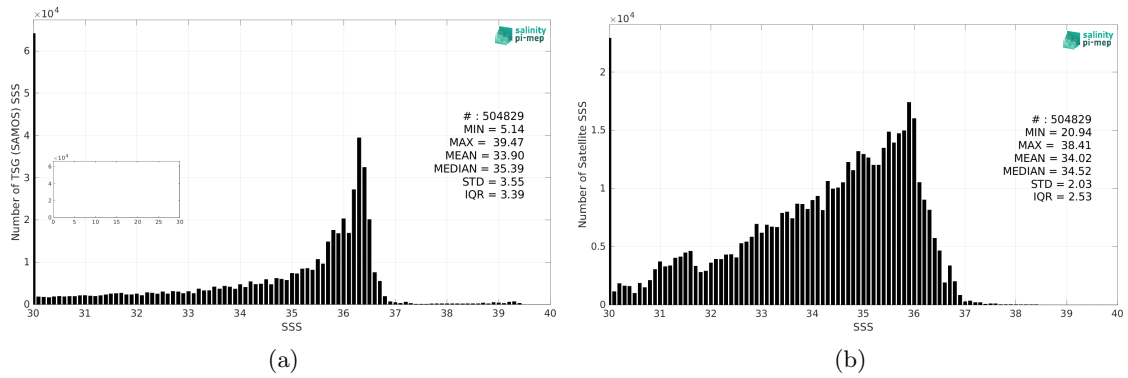 ×10⁴
6
5
4
3
2
1
0
Number of TSG (SAMOS) SSS
salinity
pi-mep
# : 504829
MIN = 5.14
MAX = 39.47
MEAN = 33.90
MEDIAN = 35.39
STD = 3.55
IQR = 3.39
×10⁴
6
4
2
0
0 5 10 15 20 25 30
30 31 32 33 34 35 36 37 38 39 40
SSS
(a)
×10⁴
2
1.5
1
0.5
0
Number of Satellite SSS
salinity
pi-mep
# : 504829
MIN = 20.94
MAX = 38.41
MEAN = 34.02
MEDIAN = 34.52
STD = 2.03
IQR = 2.53
30 31 32 33 34 35 36 37 38 39 40
SSS
(b)